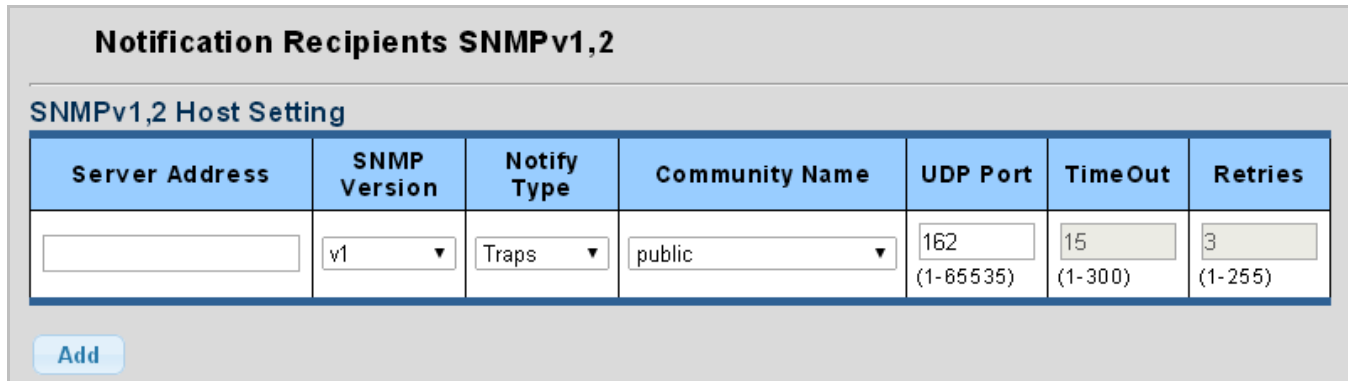 Notification Recipients SNMPv1,2
SNMPv1,2 Host Setting
Server Address
SNMP
Version
Notify
Type
Community Name
UDP Port
TimeOut
Retries
v1
Traps
public
162
(1-65535)
15
(1-300)
3
(1-255)
Add